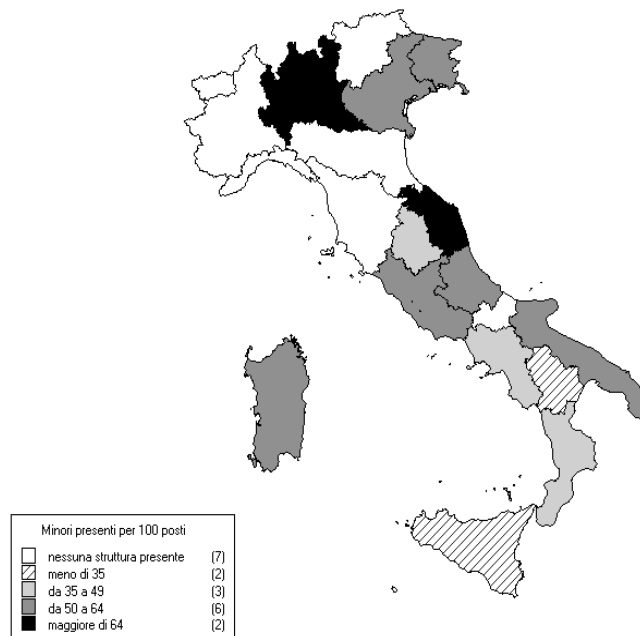 Minori presenti per 100 posti
nessuna struttura presente (7)
meno di 35 (2)
da 35 a 49 (3)
da 50 a 64 (6)
maggiore di 64 (2)